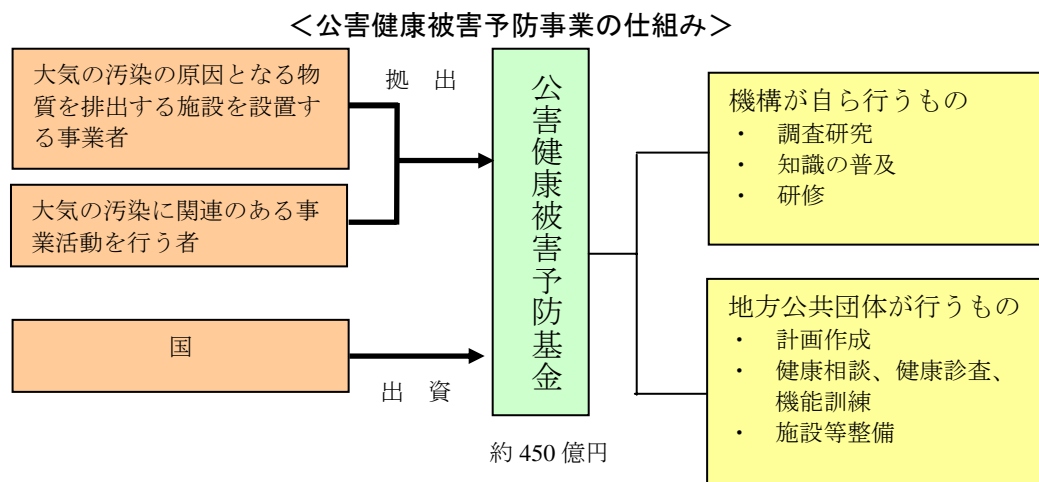 ＜公害健康被害予防事業の仕組み＞
大気の汚染の原因となる物
質を排出する施設を設置す
る事業者
拠 出
大気の汚染に関連のある事
業活動を行う者
国
出 資
公害健康被害予防基金
約 450 億円
機構が自ら行うもの
・ 調査研究
・ 知識の普及
・ 研修
地方公共団体が行うもの
・ 計画作成
・ 健康相談、健康診査、
機能訓練
・ 施設等整備